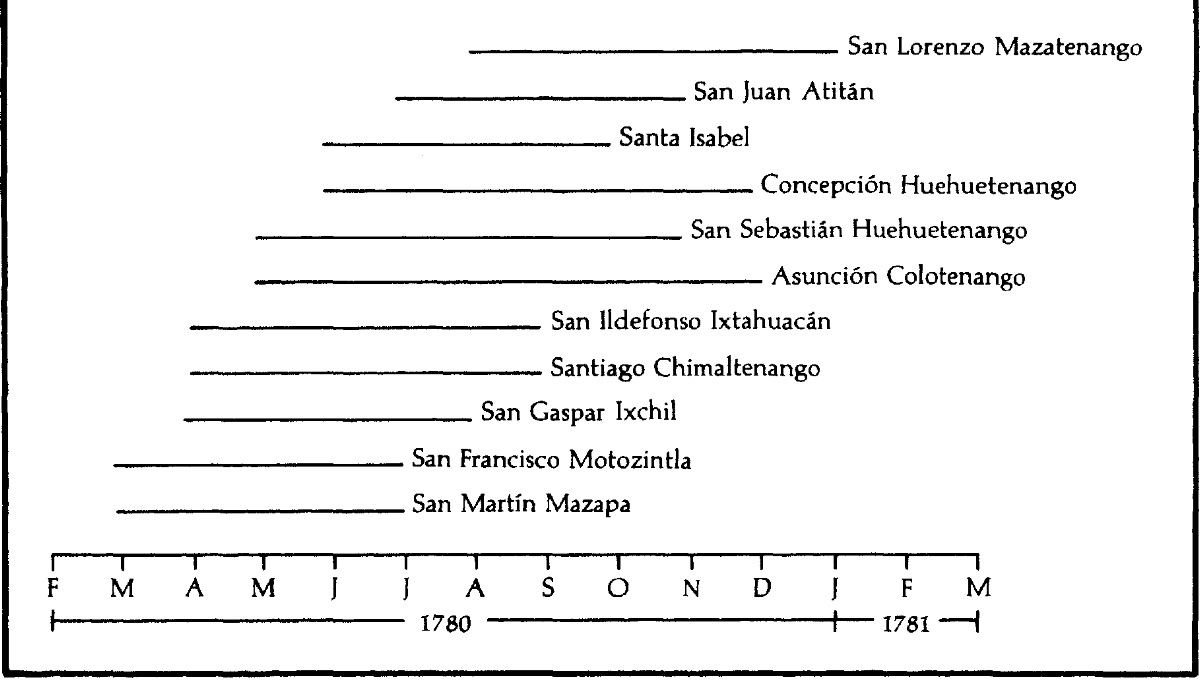 San Lorenzo Mazatenango
San Juan Atitán
Santa Isabel
Concepción Huehuetenango
San Sebastián Huehuetenango
Asunción Colotenango
San Ildefonso Ixtahuacán
Santiago Chimaltenango
San Gaspar Ixchil
San Francisco Motozintla
San Martín Mazapa
F M A M J J A S O N D J F M
1780 1781